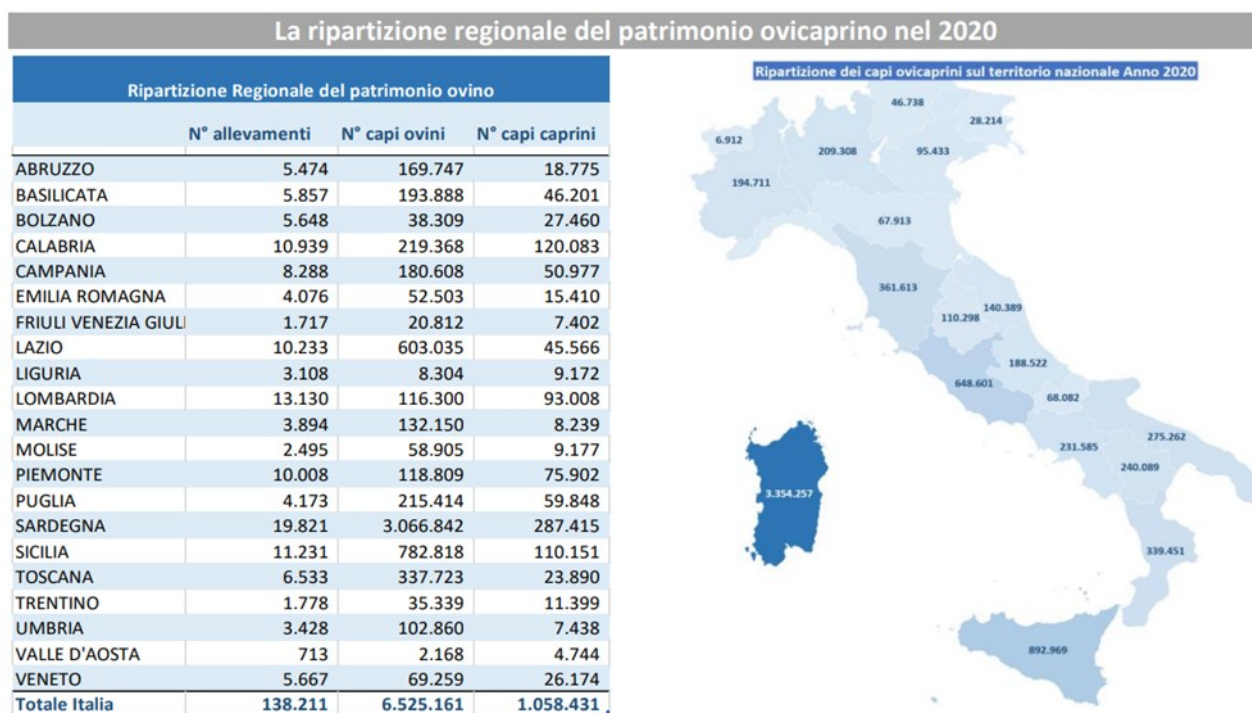 La ripartizione regionale del patrimonio ovicaprino nel 2020
Ripartizione Regionale del patrimonio ovino
N° allevamenti N° capi ovini N° capi caprini
ABRUZZO 5.474 169.747 18.775
BASILICATA 5.857 193.888 46.201
BOLZANO 5.648 38.309 27.460
CALABRIA 10.939 219.368 120.083
CAMPANIA 8.288 180.608 50.977
EMILIA ROMAGNA 4.076 52.503 15.410
FRIULI VENEZIA GIULI 1.717 20.812 7.402
LAZIO 10.233 603.035 45.566
LIGURIA 3.108 8.304 9.172
LOMBARDIA 13.130 116.300 93.008
MARCHE 3.894 132.150 8.239
MOLISE 2.495 58.905 9.177
PIEMONTE 10.008 118.809 75.902
PUGLIA 4.173 215.414 59.848
SARDEGNA 19.821 3.066.842 287.415
SICILIA 11.231 782.818 110.151
TOSCANA 6.533 337.723 23.890
TRENTINO 1.778 35.339 11.399
UMBRIA 3.428 102.860 7.438
VALLE D'AOSTA 713 2.168 4.744
VENETO 5.667 69.259 26.174
Totale Italia 138.211 6.525.161 1.058.431
Ripartizione dei capi ovicaprini sul territorio nazionale Anno 2020
46.738
28.214
6.912
209.308
95.433
194.711
67.913
361.613
140.389
110.298
188.522
648.601
68.082
275.262
231.585
240.089
3.354.257
339.451
892.969